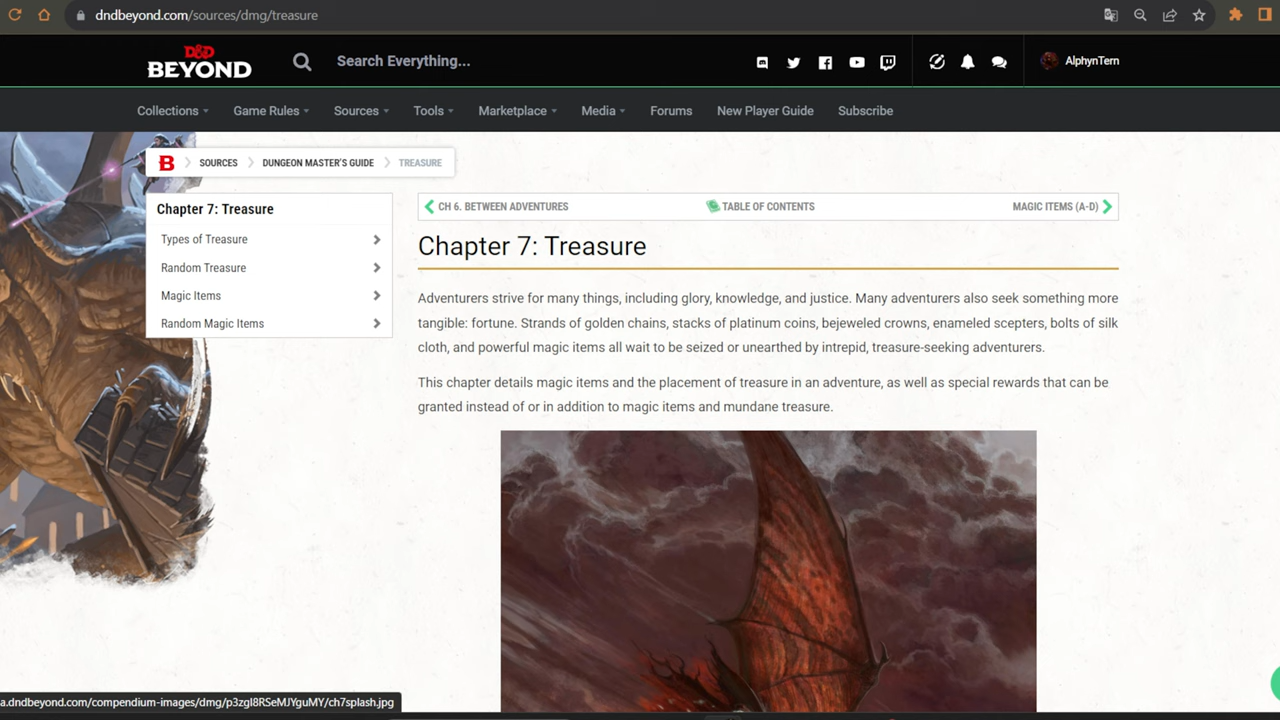 dndbeyond.com/sources/dmg/treasure
D&D
BEYOND
Search Everything...
AlphynTern
Collections
Game Rules
Sources
Tools
Marketplace
Media
Forums
New Player Guide
Subscribe
B
SOURCES
DUNGEON MASTER'S GUIDE
TREASURE
Chapter 7: Treasure
Types of Treasure
Random Treasure
Magic Items
Random Magic Items
CH 6. BETWEEN ADVENTURES
TABLE OF CONTENTS
MAGIC ITEMS (A-D)
Chapter 7: Treasure
Adventurers strive for many things, including glory, knowledge, and justice. Many adventurers also seek something more
tangible: fortune. Strands of golden chains, stacks of platinum coins, bejeweled crowns, enameled scepters, bolts of silk
cloth, and powerful magic items all wait to be seized or unearthed by intrepid, treasure-seeking adventurers.
This chapter details magic items and the placement of treasure in an adventure, as well as special rewards that can be
granted instead of or in addition to magic items and mundane treasure.
a.dndbeyond.com/compendium-images/dmg/p3zgI8RSeMJYguMY/ch7splash.jpg